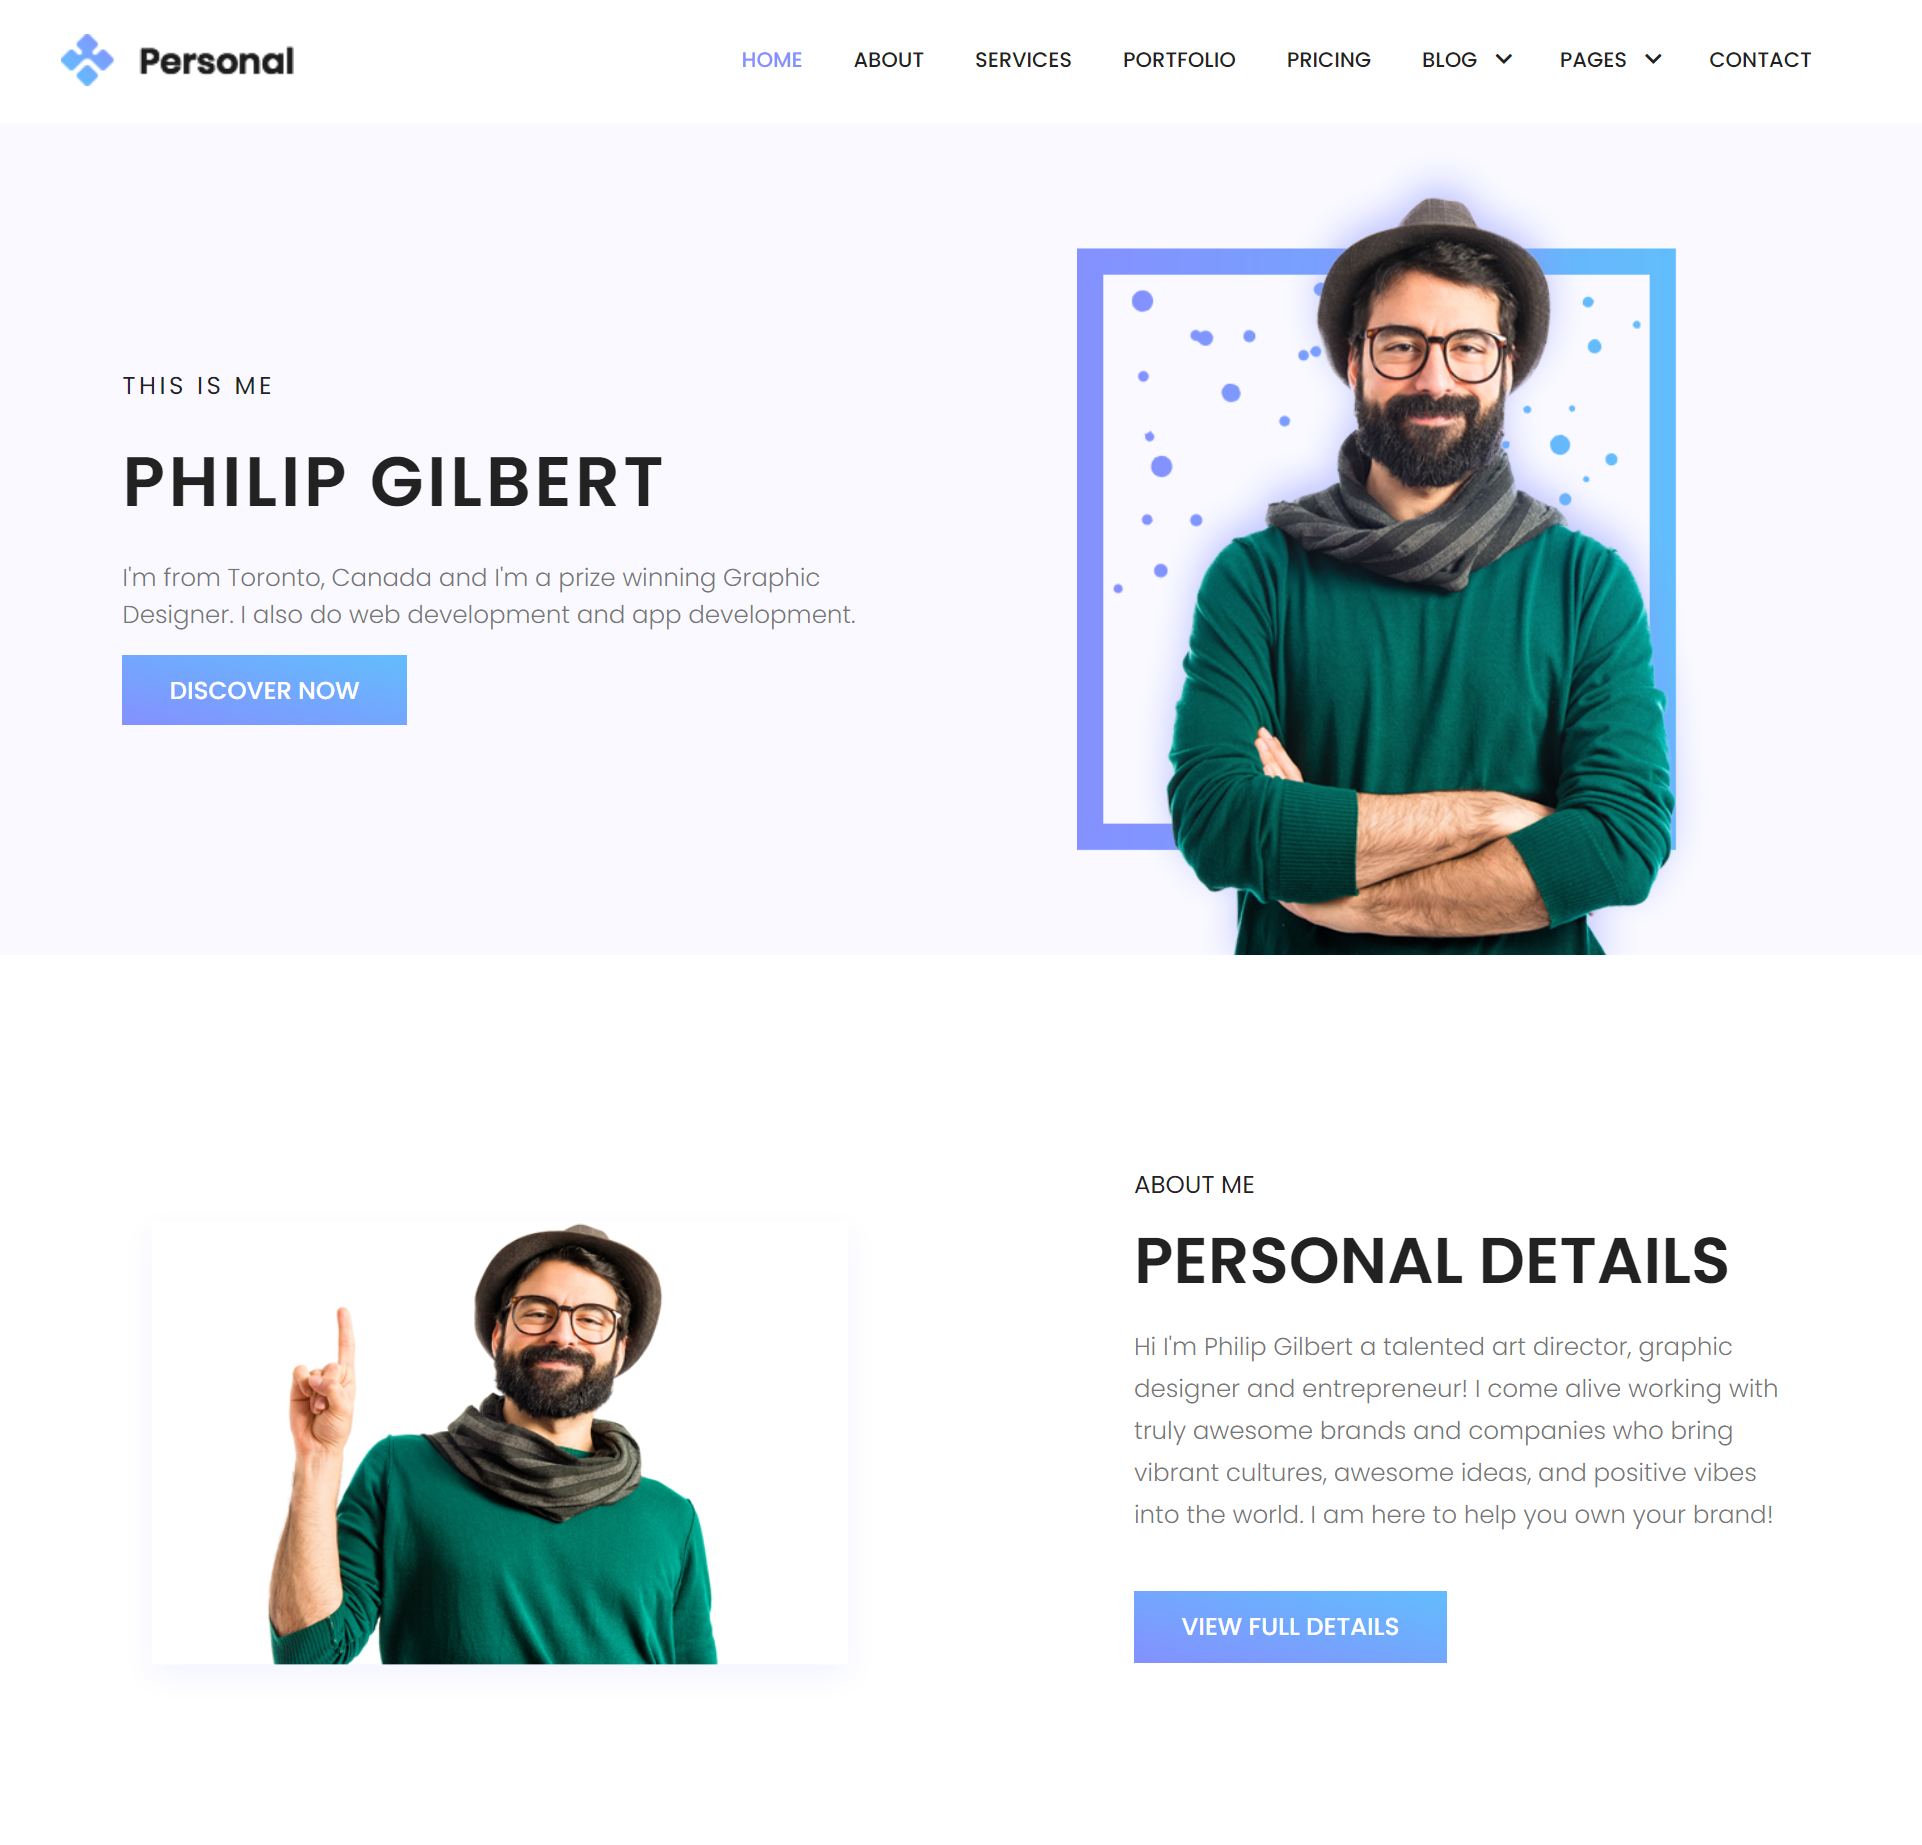 Personal
HOME ABOUT SERVICES PORTFOLIO PRICING BLOG PAGES CONTACT
THIS IS ME
PHILIP GILBERT
I'm from Toronto, Canada and I'm a prize winning Graphic
Designer. I also do web development and app development.
DISCOVER NOW
ABOUT ME
PERSONAL DETAILS
Hi I'm Philip Gilbert a talented art director, graphic
designer and entrepreneur! I come alive working with
truly awesome brands and companies who bring
vibrant cultures, awesome ideas, and positive vibes
into the world. I am here to help you own your brand!
VIEW FULL DETAILS